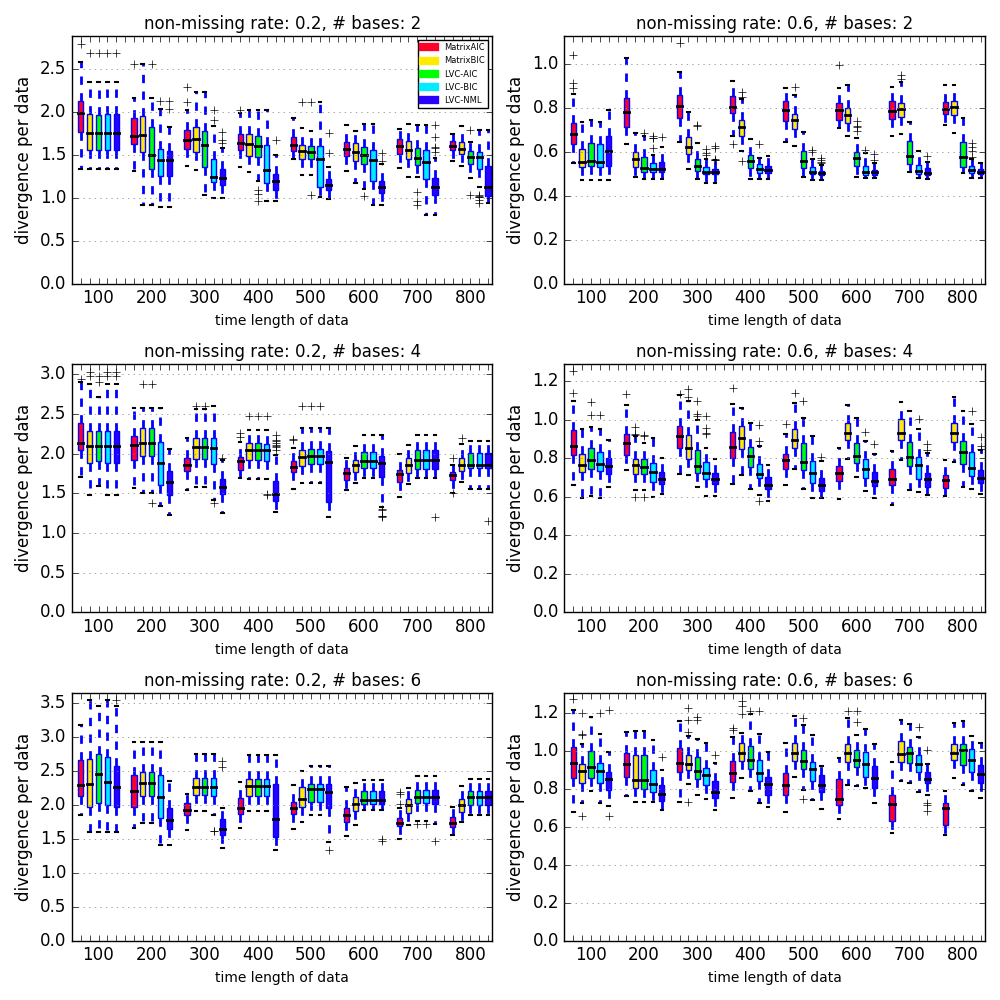 non-missing rate: 0.2, # bases: 2
divergence per data
2.5
2.0
1.5
1.0
0.5
0.0
MatrixAIC
MatrixBIC
LVC-AIC
LVC-BIC
LVC-NML
100 200 300 400 500 600 700 800
time length of data
non-missing rate: 0.6, # bases: 2
divergence per data
1.0
0.8
0.6
0.4
0.2
0.0
100 200 300 400 500 600 700 800
time length of data
non-missing rate: 0.2, # bases: 4
divergence per data
3.0
2.5
2.0
1.5
1.0
0.5
0.0
100 200 300 400 500 600 700 800
time length of data
non-missing rate: 0.6, # bases: 4
divergence per data
1.2
1.0
0.8
0.6
0.4
0.2
0.0
100 200 300 400 500 600 700 800
time length of data
non-missing rate: 0.2, # bases: 6
divergence per data
3.5
3.0
2.5
2.0
1.5
1.0
0.5
0.0
100 200 300 400 500 600 700 800
time length of data
non-missing rate: 0.6, # bases: 6
divergence per data
1.2
1.0
0.8
0.6
0.4
0.2
0.0
100 200 300 400 500 600 700 800
time length of data